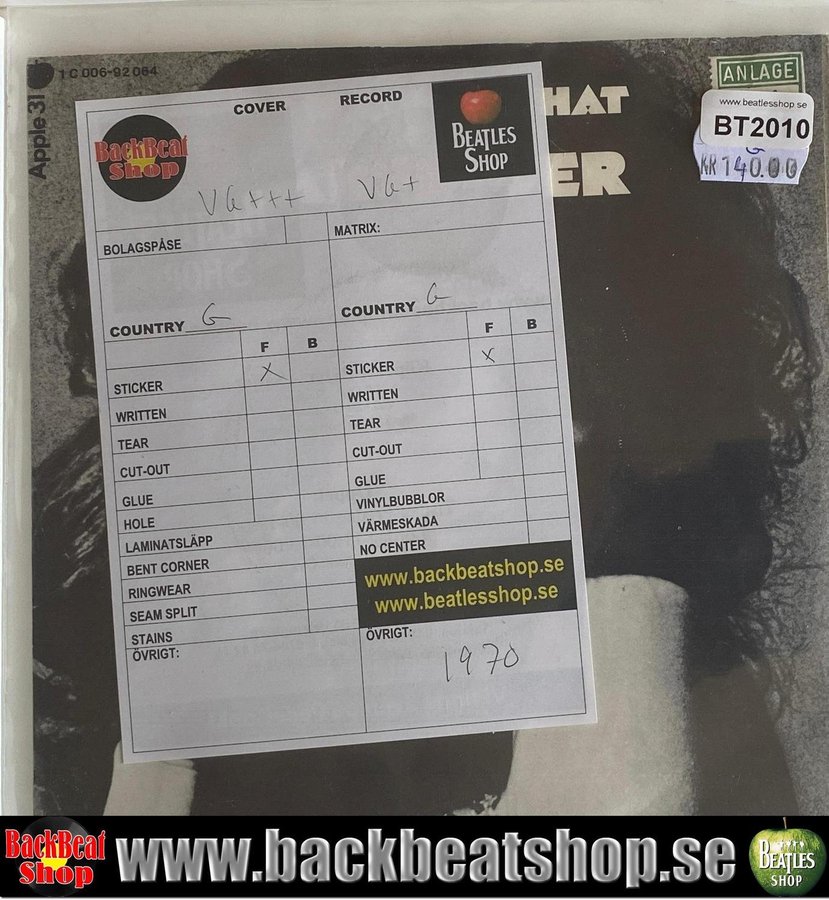 1 C 006-92 084
Apple 31
ANLAGE
HAT
ER
www.beatlesshop.se
BT2010
G
KR 140.00
COVER RECORD
BackBeat
Shop
BEATLES
SHOP
VG+++ VG+
BOLAGSPÅSE
MATRIX:
COUNTRY G
COUNTRY G
F B
F B
STICKER X
STICKER X
WRITTEN
WRITTEN
TEAR
TEAR
CUT-OUT
CUT-OUT
GLUE
GLUE
HOLE
VINYLBUBBLOR
LAMINATSLÄPP
VÄRMESKADA
BENT CORNER
NO CENTER
RINGWEAR
www.backbeatshop.se
SEAM SPLIT
www.beatlesshop.se
STAINS
ÖVRIGT:
ÖVRIGT:
1970
BackBeat
Shop
www.backbeatshop.se
BEATLES
SHOP